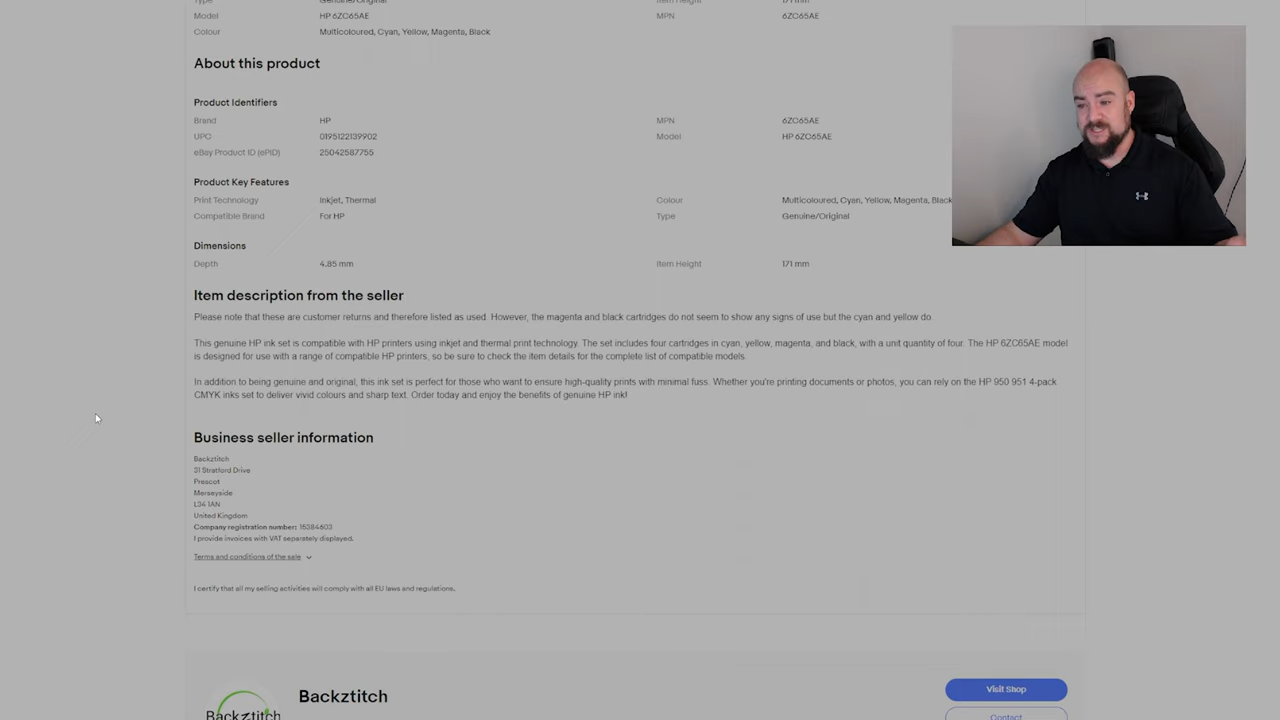 Type Genuine/Original Item Height 171 mm
Model HP 6ZC65AE MPN 6ZC65AE
Colour Multicoloured, Cyan, Yellow, Magenta, Black
About this product
Product Identifiers
Brand HP MPN 6ZC65AE
UPC 0195122139902 Model HP 6ZC65AE
eBay Product ID (ePID) 25042587755
Product Key Features
Print Technology Inkjet, Thermal Colour Multicoloured, Cyan, Yellow, Magenta, Black
Compatible Brand For HP Type Genuine/Original
Dimensions
Depth 4.85 mm Item Height 171 mm
Item description from the seller
Please note that these are customer returns and therefore listed as used. However, the magenta and black cartridges do not seem to show any signs of use but the cyan and yellow do.
This genuine HP ink set is compatible with HP printers using inkjet and thermal print technology. The set includes four cartridges in cyan, yellow, magenta, and black, with a unit quantity of four. The HP 6ZC65AE model
is designed for use with a range of compatible HP printers, so be sure to check the item details for the complete list of compatible models.
In addition to being genuine and original, this ink set is perfect for those who want to ensure high-quality prints with minimal fuss. Whether you're printing documents or photos, you can rely on the HP 950 951 4-pack
CMYK inks set to deliver vivid colours and sharp text. Order today and enjoy the benefits of genuine HP ink!
Business seller information
Backztitch
31 Stratford Drive
Prescot
Merseyside
L34 1AN
United Kingdom
Company registration number: 15384603
I provide invoices with VAT separately displayed.
Terms and conditions of the sale
I certify that all my selling activities will comply with all EU laws and regulations.
Backztitch
Backztitch
Visit Shop
Contact